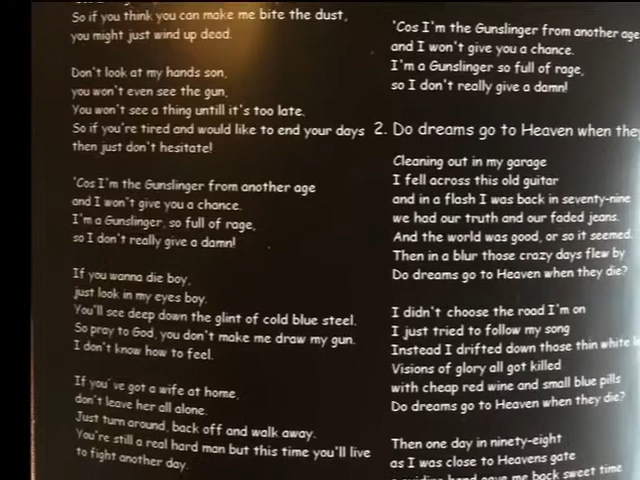 So if you think you can make me bite the dust,
you might just wind up dead.
Don't look at my hands son,
you won't even see the gun,
You won't see a thing untill it's too late.
So if you're tired and would like to end your days
then just don't hesitate!
'Cos I'm the Gunslinger from another age
and I won't give you a chance.
I'm a Gunslinger, so full of rage,
so I don't really give a damn!
If you wanna die boy,
just look in my eyes boy.
You'll see deep down the glint of cold blue steel.
So pray to God, you don't make me draw my gun.
I don't know how to feel.
If you've got a wife at home,
don't leave her all alone.
Just turn around, back off and walk away.
You're still a real hard man but this time you'll live
to fight another day.
'Cos I'm the Gunslinger from another age
and I won't give you a chance.
I'm a Gunslinger so full of rage,
so I don't really give a damn!
2. Do dreams go to Heaven when they
Cleaning out in my garage
I fell across this old guitar
and in a flash I was back in seventy-nine
we had our truth and our faded jeans.
And the world was good, or so it seemed.
Then in a blur those crazy days flew by
Do dreams go to Heaven when they die?
I didn't choose the road I'm on
I just tried to follow my song
Instead I drifted down those thin white
Visions of glory all got killed
with cheap red wine and small blue pills
Do dreams go to Heaven when they die?
Then one day in ninety-eight
as I was close to Heavens gate
hand gave me back sweet time